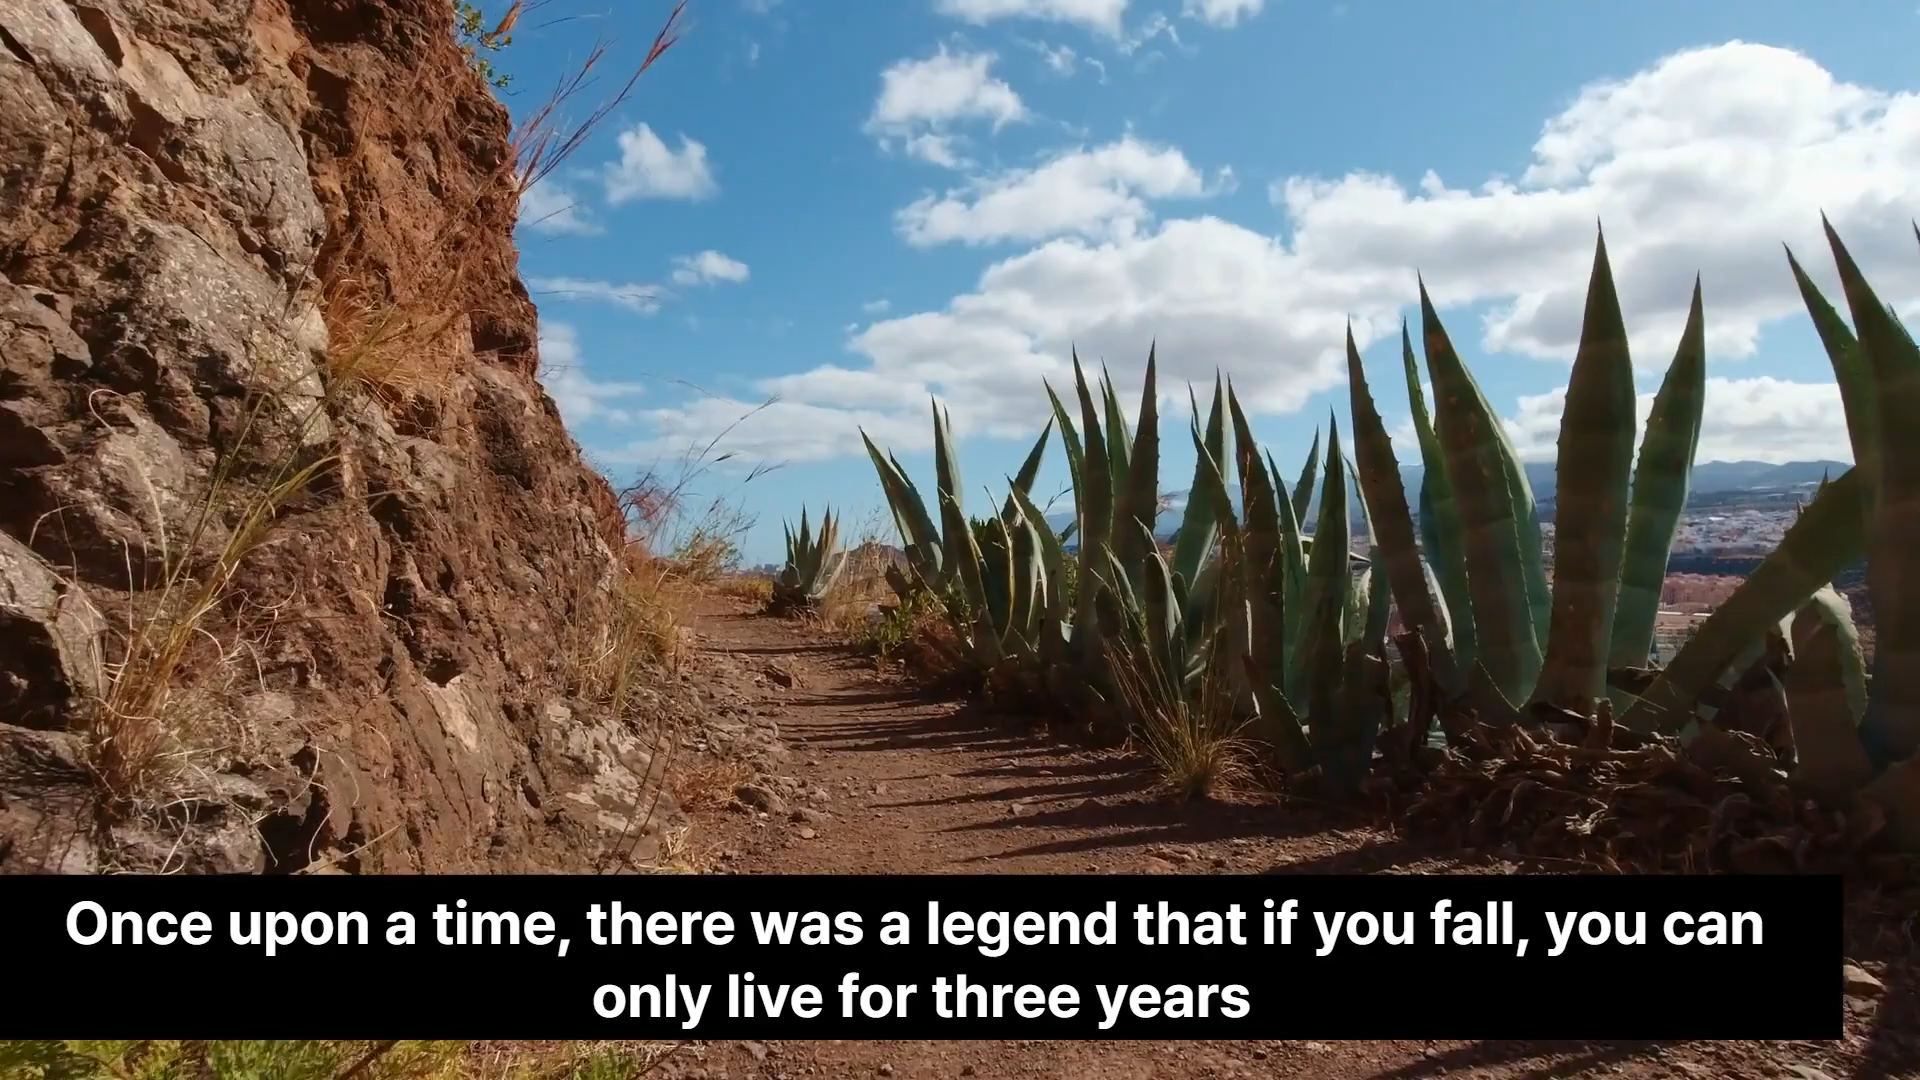 Once upon a time, there was a legend that if you fall, you can
only live for three years